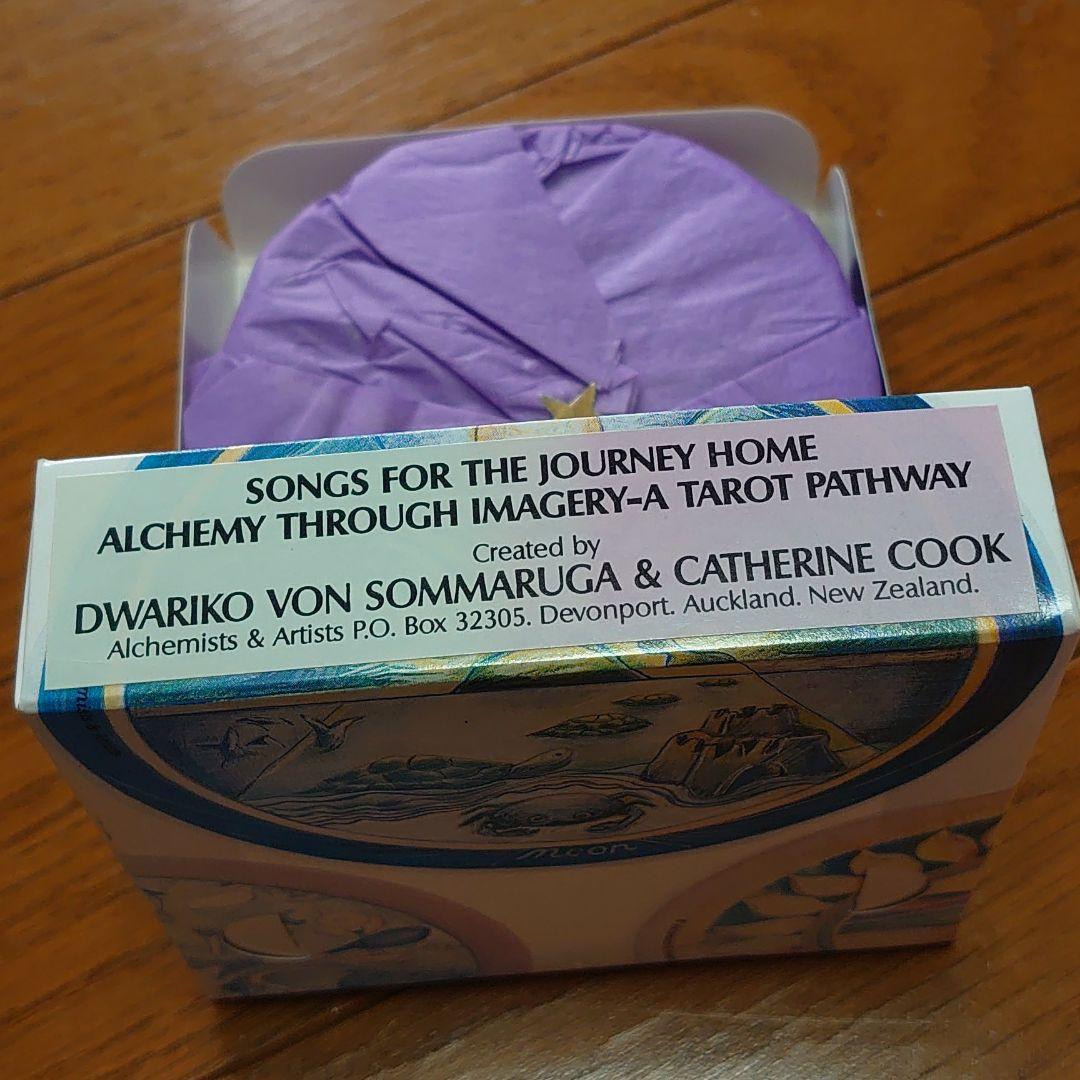 SONGS FOR THE JOURNEY HOME
ALCHEMY THROUGH IMAGERY-A TAROT PATHWAY
Created by
DWARIKO VON SOMMARUGA & CATHERINE COOK
Alchemists & Artists P.O. Box 32305. Devonport. Auckland. New Zealand.
moon